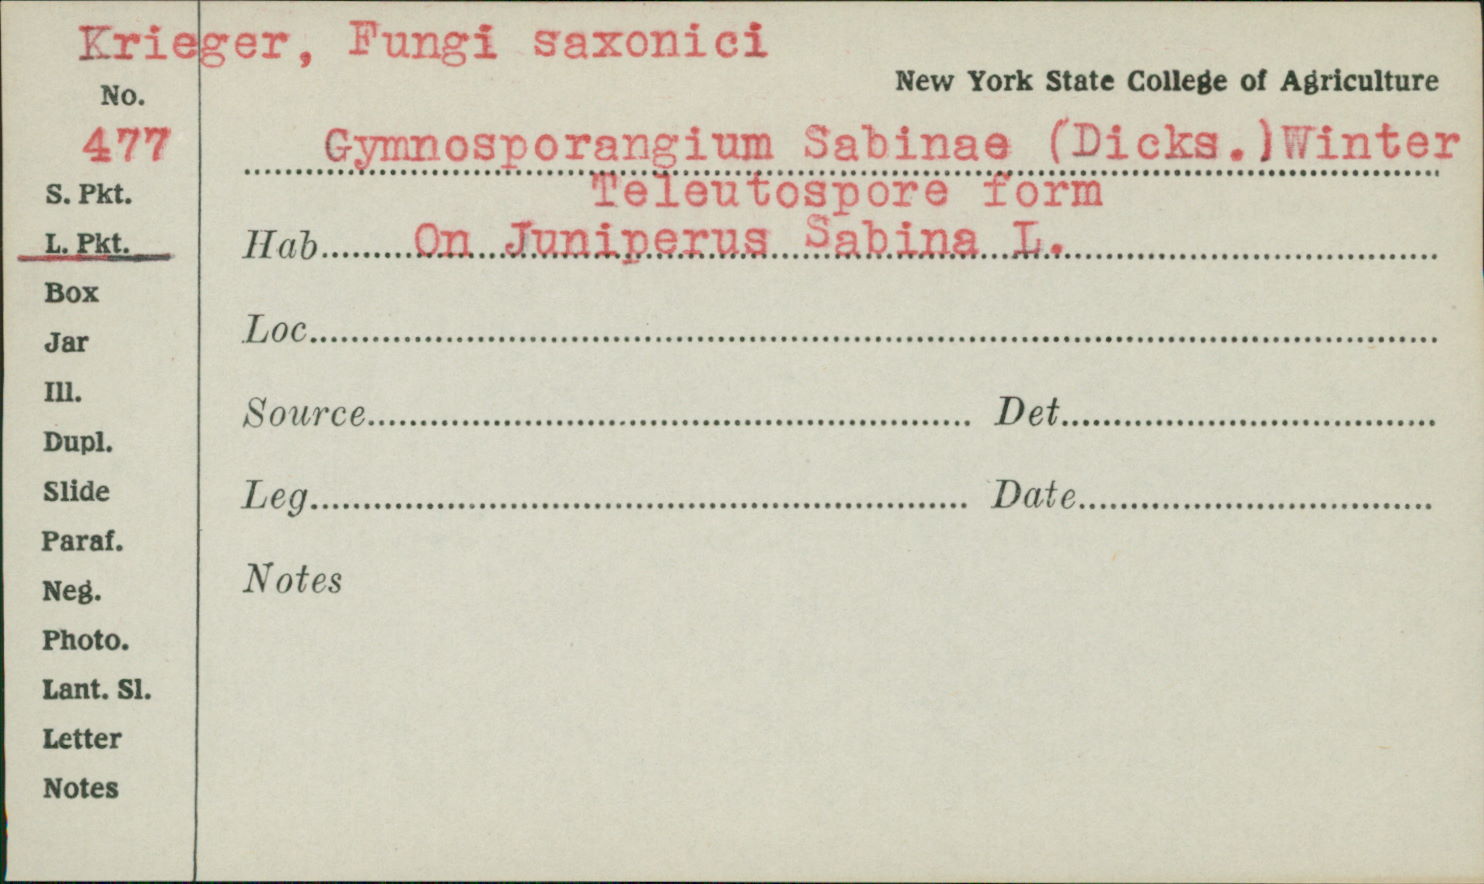 Krieger, Fungi saxonici
New York State College of Agriculture
No.
477
Gymnosporangium Sabinae (Dicks.)Winter
Teleutospore form
S. Pkt.
L. Pkt.
Hab. On Juniperus Sabina L.
Box
Loc.
Jar
Ill.
Source Det.
Dupl.
Slide
Leg. Date
Paraf.
Neg.
Notes
Photo.
Lant. Sl.
Letter
Notes